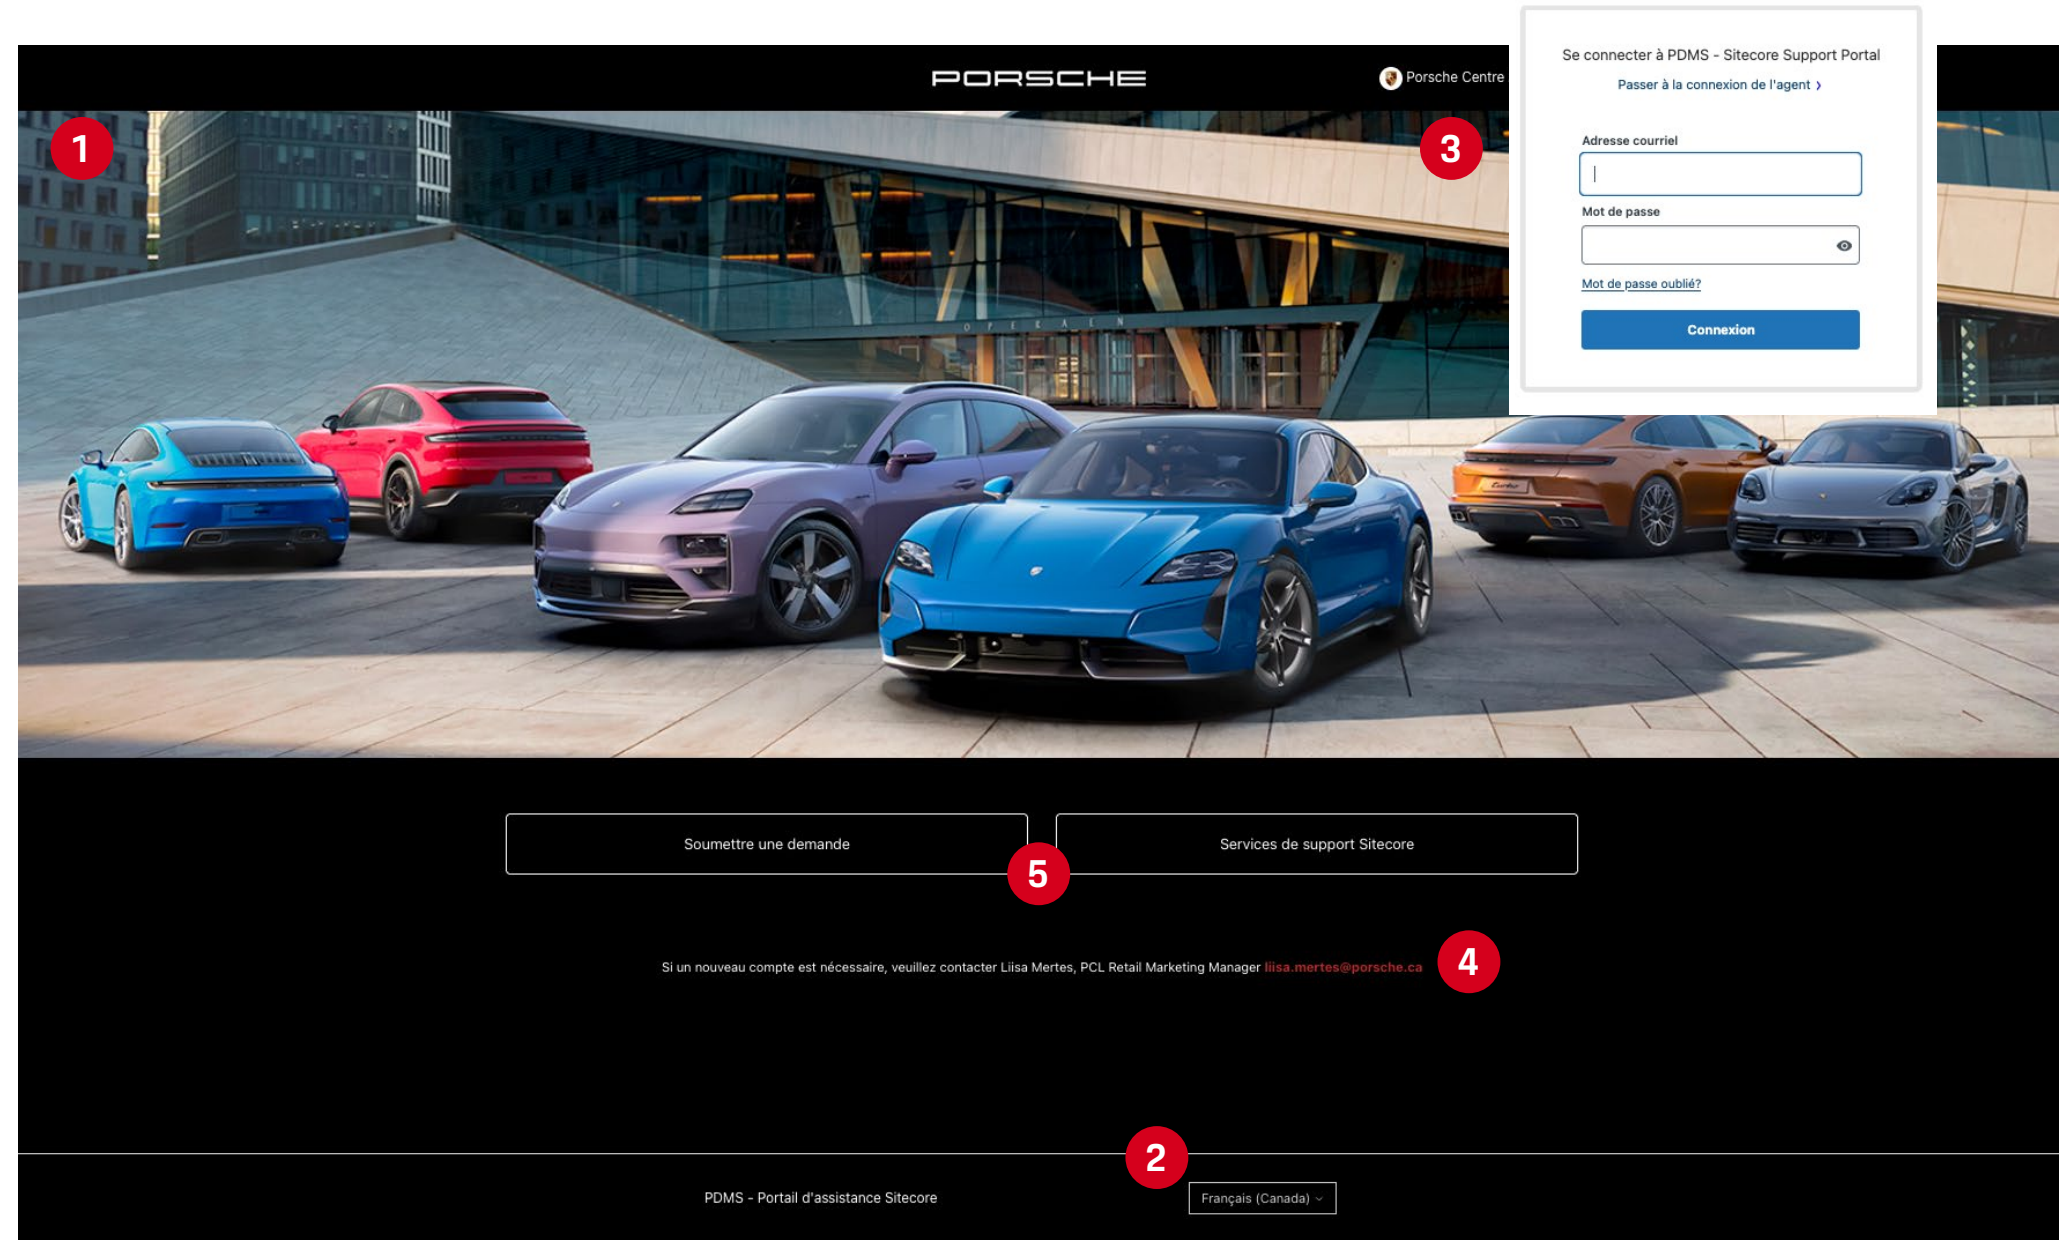 Se connecter à PDMS - Sitecore Support Portal
PORSCHE
Porsche Centre
Passer à la connexion de l'agent ›
1
3
Adresse courriel
Mot de passe
Mot de passe oublié?
Connexion
OPERAEN
Turbo
Soumettre une demande
Services de support Sitecore
5
Si un nouveau compte est nécessaire, veuillez contacter Liisa Mertes, PCL Retail Marketing Manager liisa.mertes@porsche.ca
4
2
PDMS - Portail d'assistance Sitecore
Français (Canada)